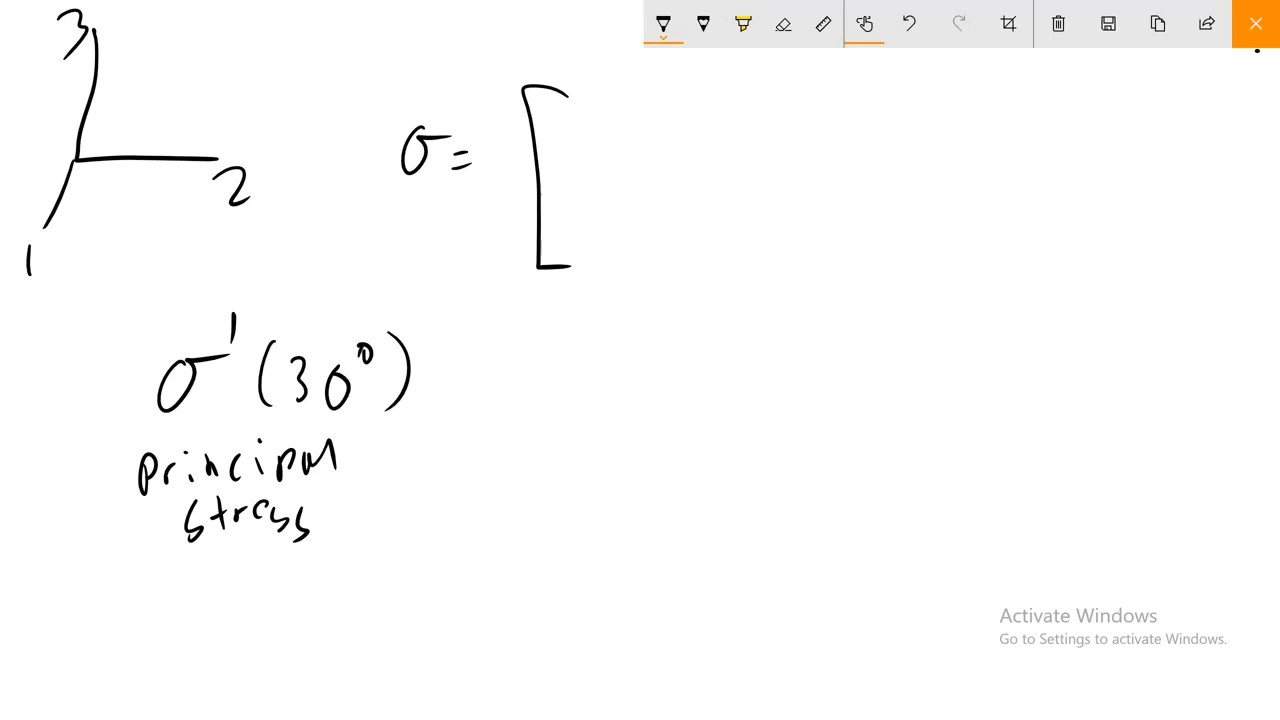 3
2
1
σ = [
σ' (30°)
principal
stress
Activate Windows
Go to Settings to activate Windows.